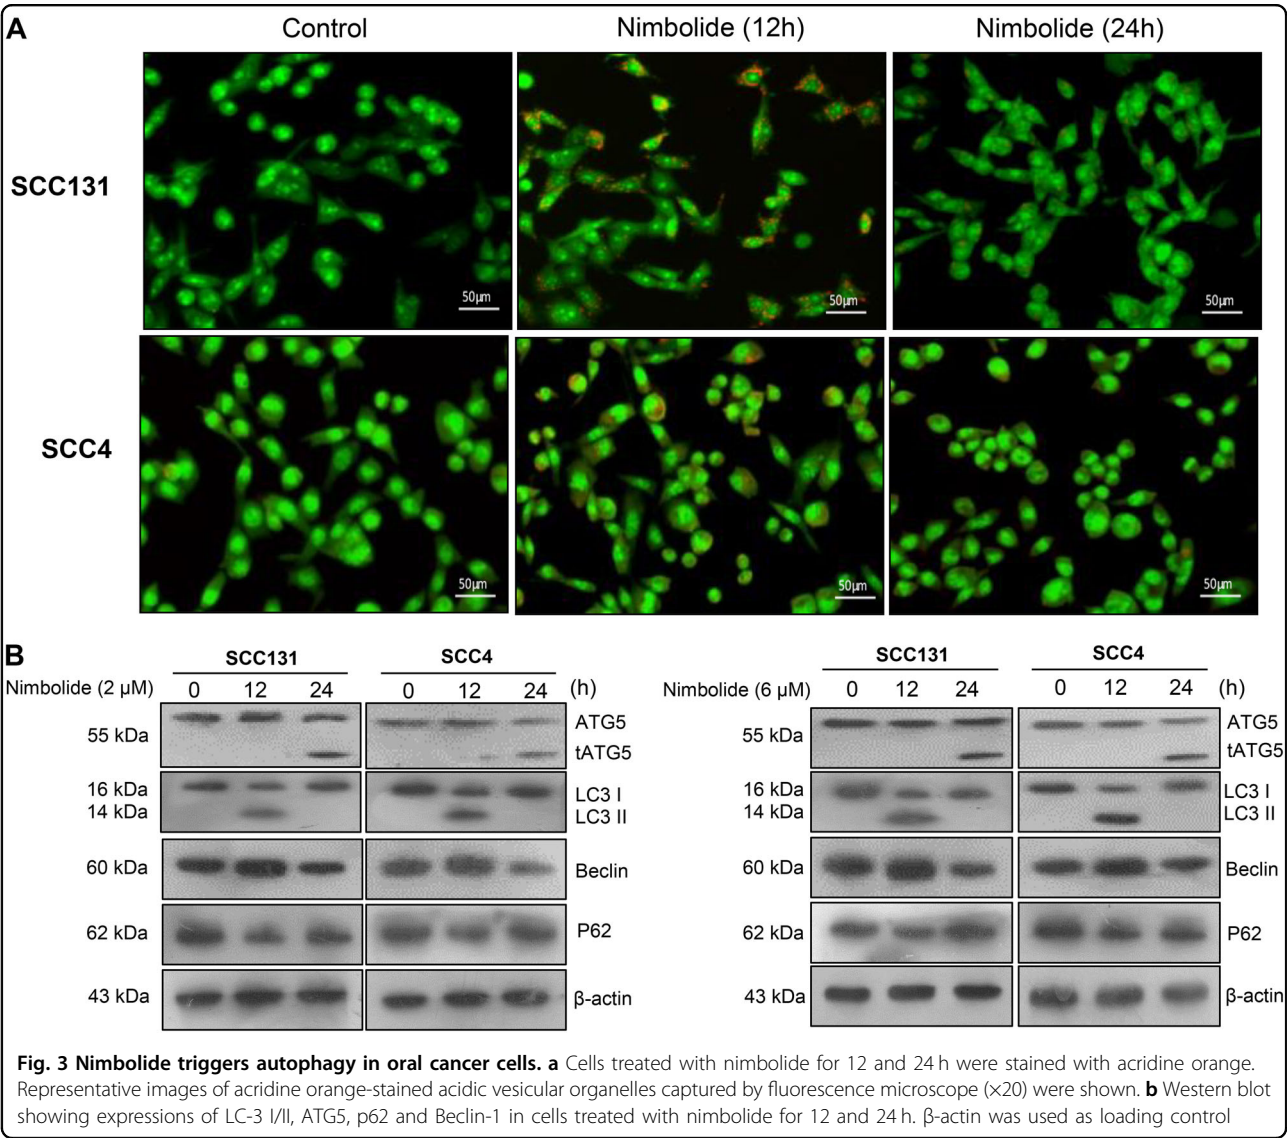 A
Control
Nimbolide (12h)
Nimbolide (24h)
SCC131
50µm
50µm
50µm
SCC4
50µm
50µm
50µm
B
SCC131
SCC4
Nimbolide (2 µM)
0
12
24
0
12
24
(h)
55 kDa
ATG5
tATG5
16 kDa
14 kDa
LC3 I
LC3 II
60 kDa
Beclin
62 kDa
P62
43 kDa
β-actin
SCC131
SCC4
Nimbolide (6 µM)
0
12
24
0
12
24
(h)
55 kDa
ATG5
tATG5
16 kDa
14 kDa
LC3 I
LC3 II
60 kDa
Beclin
62 kDa
P62
43 kDa
β-actin
Fig. 3 Nimbolide triggers autophagy in oral cancer cells. a Cells treated with nimbolide for 12 and 24 h were stained with acridine orange.
Representative images of acridine orange-stained acidic vesicular organelles captured by fluorescence microscope (×20) were shown. b Western blot
showing expressions of LC-3 I/II, ATG5, p62 and Beclin-1 in cells treated with nimbolide for 12 and 24 h. β-actin was used as loading control